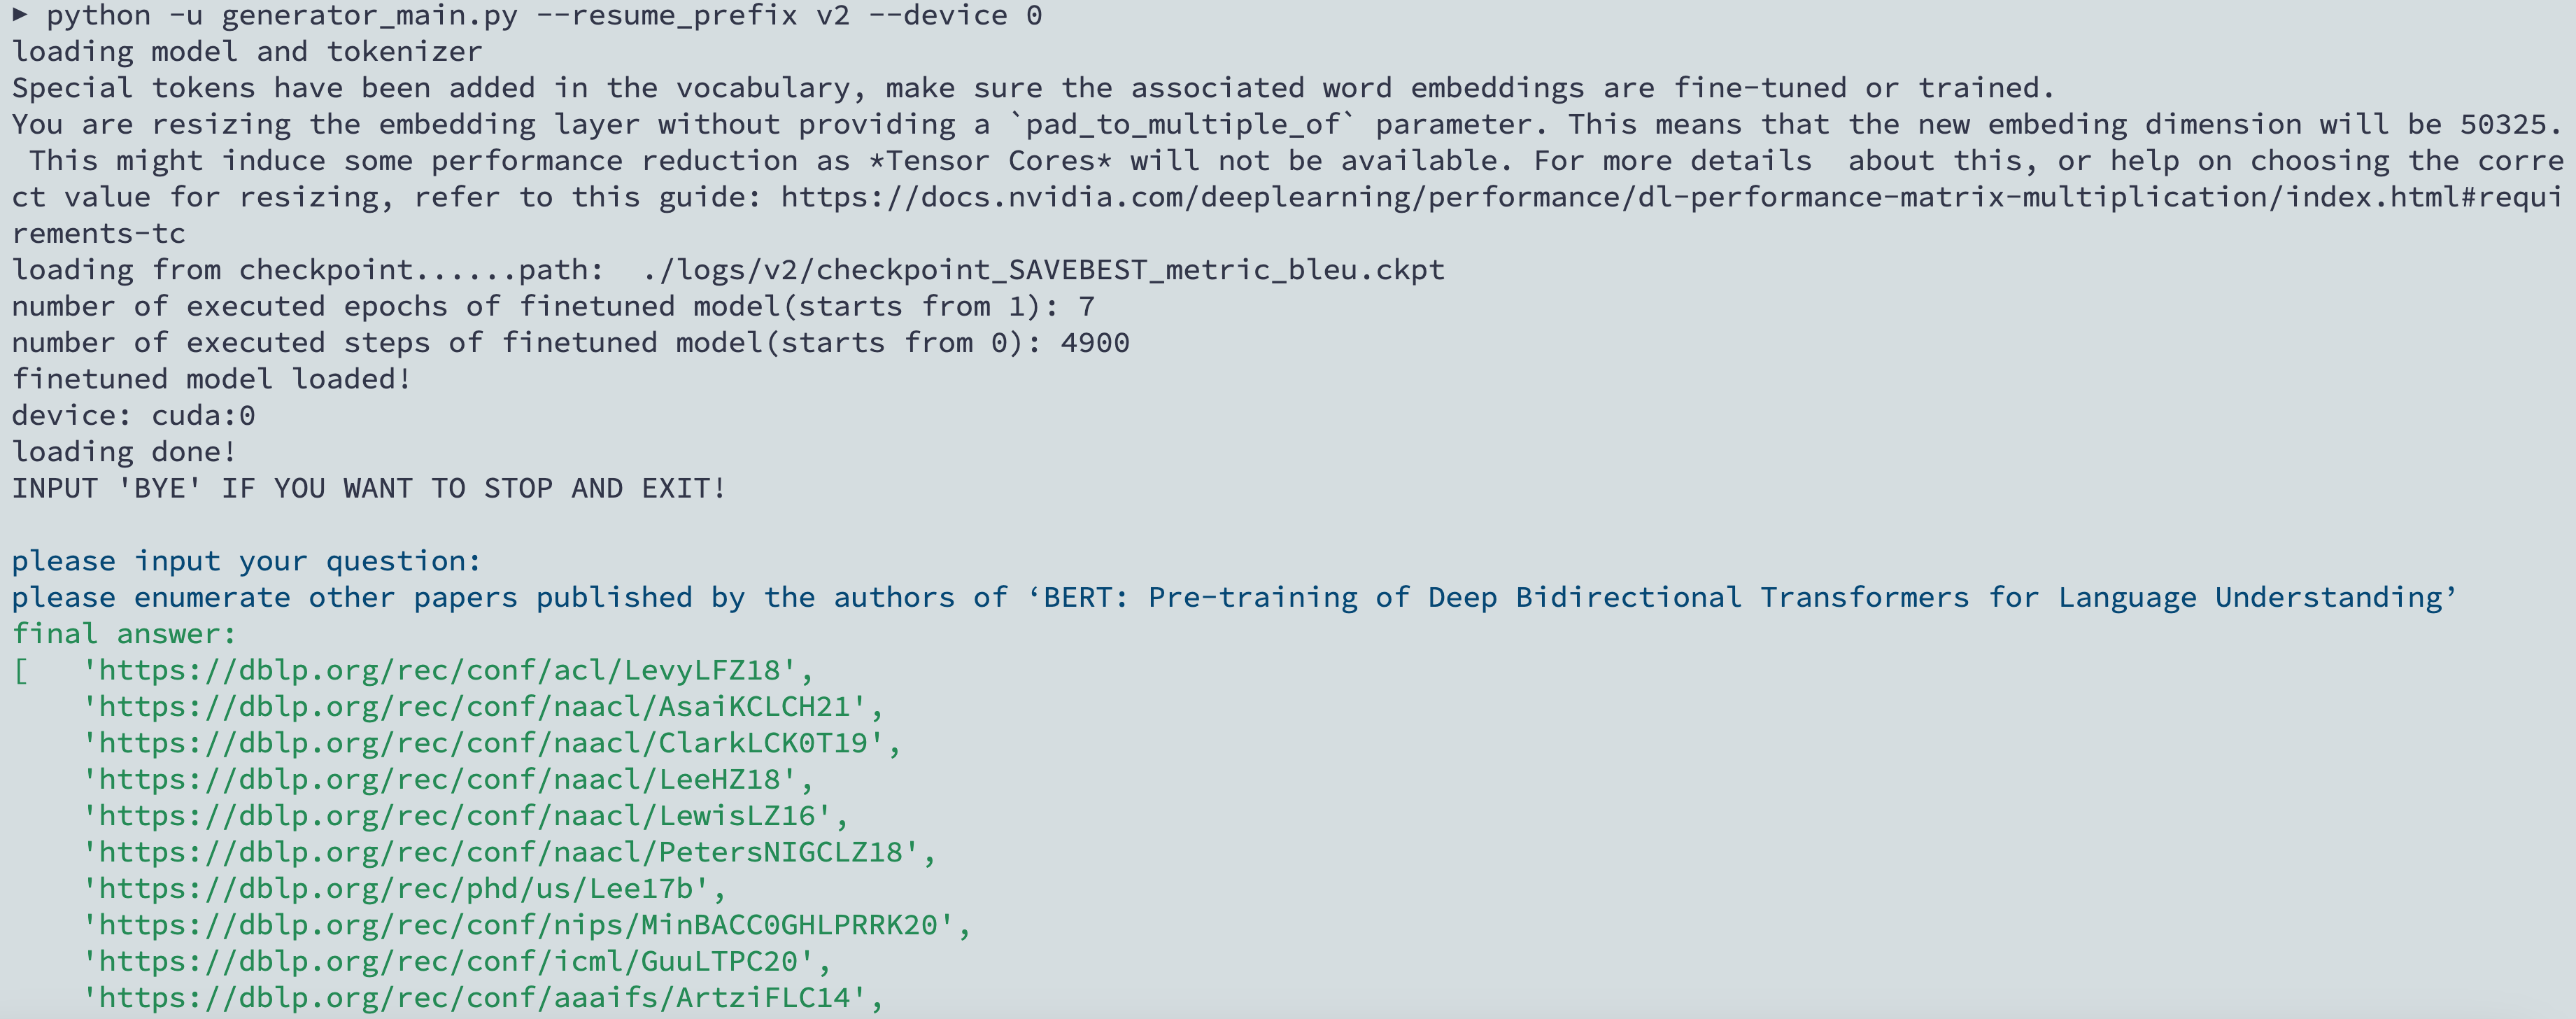 ▶ python -u generator_main.py --resume_prefix v2 --device 0
loading model and tokenizer
Special tokens have been added in the vocabulary, make sure the associated word embeddings are fine-tuned or trained.
You are resizing the embedding layer without providing a `pad_to_multiple_of` parameter. This means that the new embeding dimension will be 50325.
 This might induce some performance reduction as *Tensor Cores* will not be available. For more details  about this, or help on choosing the corre
ct value for resizing, refer to this guide: https://docs.nvidia.com/deeplearning/performance/dl-performance-matrix-multiplication/index.html#requi
rements-tc
loading from checkpoint......path:  ./logs/v2/checkpoint_SAVEBEST_metric_bleu.ckpt
number of executed epochs of finetuned model(starts from 1): 7
number of executed steps of finetuned model(starts from 0): 4900
finetuned model loaded!
device: cuda:0
loading done!
INPUT 'BYE' IF YOU WANT TO STOP AND EXIT!
please input your question:
please enumerate other papers published by the authors of ‘BERT: Pre-training of Deep Bidirectional Transformers for Language Understanding’
final answer:
[   'https://dblp.org/rec/conf/acl/LevyLFZ18',
    'https://dblp.org/rec/conf/naacl/AsaiKCLCH21',
    'https://dblp.org/rec/conf/naacl/ClarkLCK0T19',
    'https://dblp.org/rec/conf/naacl/LeeHZ18',
    'https://dblp.org/rec/conf/naacl/LewisLZ16',
    'https://dblp.org/rec/conf/naacl/PetersNIGCLZ18',
    'https://dblp.org/rec/phd/us/Lee17b',
    'https://dblp.org/rec/conf/nips/MinBACC0GHLPRRK20',
    'https://dblp.org/rec/conf/icml/GuuLTPC20',
    'https://dblp.org/rec/conf/aaaifs/ArtziFLC14',